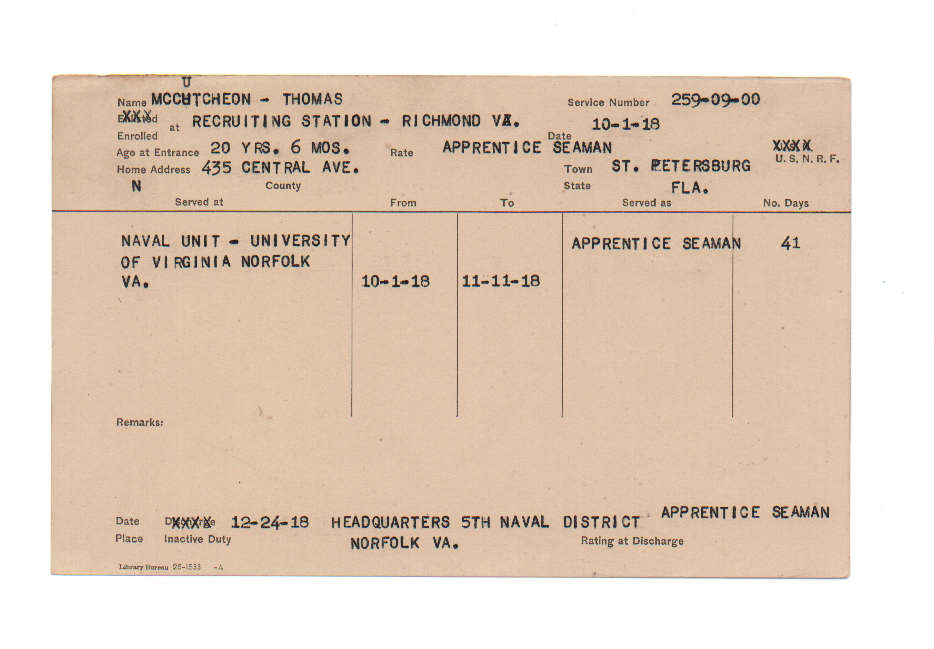 Name MCCUTCHEON - THOMAS Service Number 259-09-00
at RECRUITING STATION - RICHMOND VA. Date 10-1-18
Enrolled
Age at Entrance 20 YRS. 6 MOS. Rate APPRENTICE SEAMAN XXXX U. S. N. R. F.
Home Address 435 CENTRAL AVE. Town ST. PETERSBURG
N County State FLA.
Served at From To Served as No. Days
NAVAL UNIT - UNIVERSITY APPRENTICE SEAMAN 41
OF VIRGINIA NORFOLK
VA. 10-1-18 11-11-18
Remarks:
Date 12-24-18 HEADQUARTERS 5TH NAVAL DISTRICT APPRENTICE SEAMAN
Place Inactive Duty NORFOLK VA. Rating at Discharge
Library Bureau 26-1533 -A